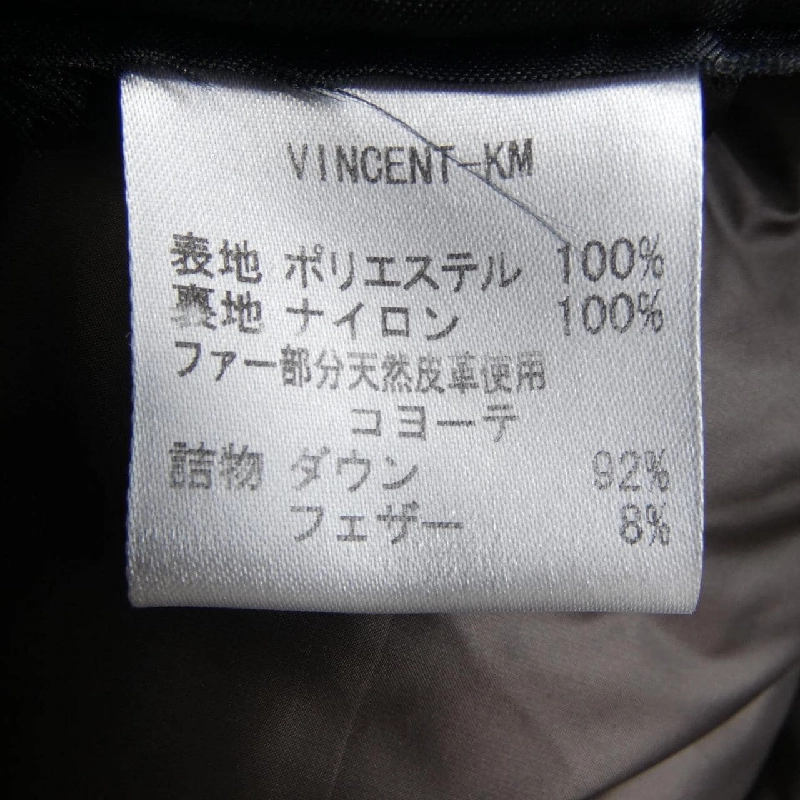 VINCENT-KM
表地 ポリエステル 100%
裏地 ナイロン 100%
ファー部分天然皮革使用
コヨーテ
詰物 ダウン 92%
フェザー 8%